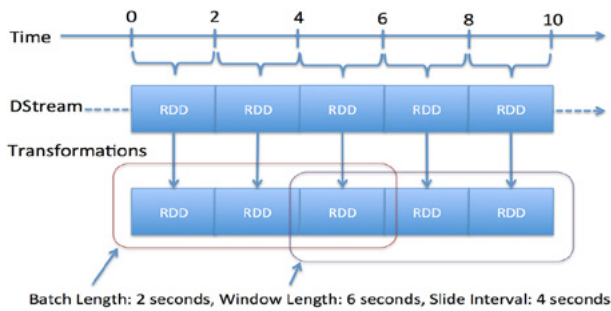 0 2 4 6 8 10
Time
DStream
RDD RDD RDD RDD RDD
Transformations
RDD RDD RDD RDD RDD
Batch Length: 2 seconds, Window Length: 6 seconds, Slide Interval: 4 seconds